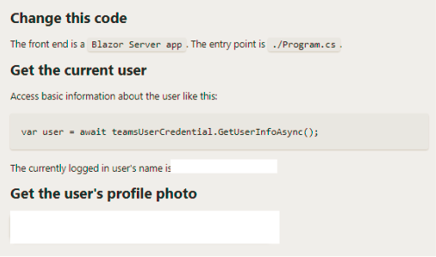 Change this code
The front end is a Blazor Server app. The entry point is ./Program.cs.
Get the current user
Access basic information about the user like this:
var user = await teamsUserCredential.GetUserInfoAsync();
The currently logged in user's name is
Get the user's profile photo